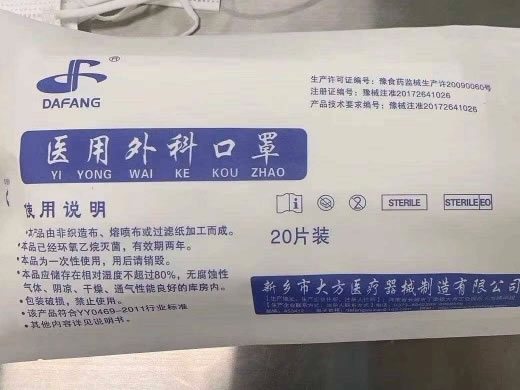 ®
DAFANG
生产许可证编号：豫食药监械生产许20090060号
注册证编号：豫械注准20172641026
产品技术要求编号：豫械注准20172641026
医用外科口罩
YI YONG WAI KE KOU ZHAO
使用说明
STERILE
STERILE EO
20片装
产品由非织造布、熔喷布或过滤纸加工而成。
本品已经环氧乙烷灭菌，有效期两年。
本品为一次性使用，用后请销毁。
本品应储存在相对湿度不超过80%，无腐蚀性
气体、阴凉、干燥、通气性能良好的库房内。
包装破损，禁止使用。
该产品符合YY0469-2011行业标准
其他内容详见说明书。
新乡市大方医疗器械制造有限公司